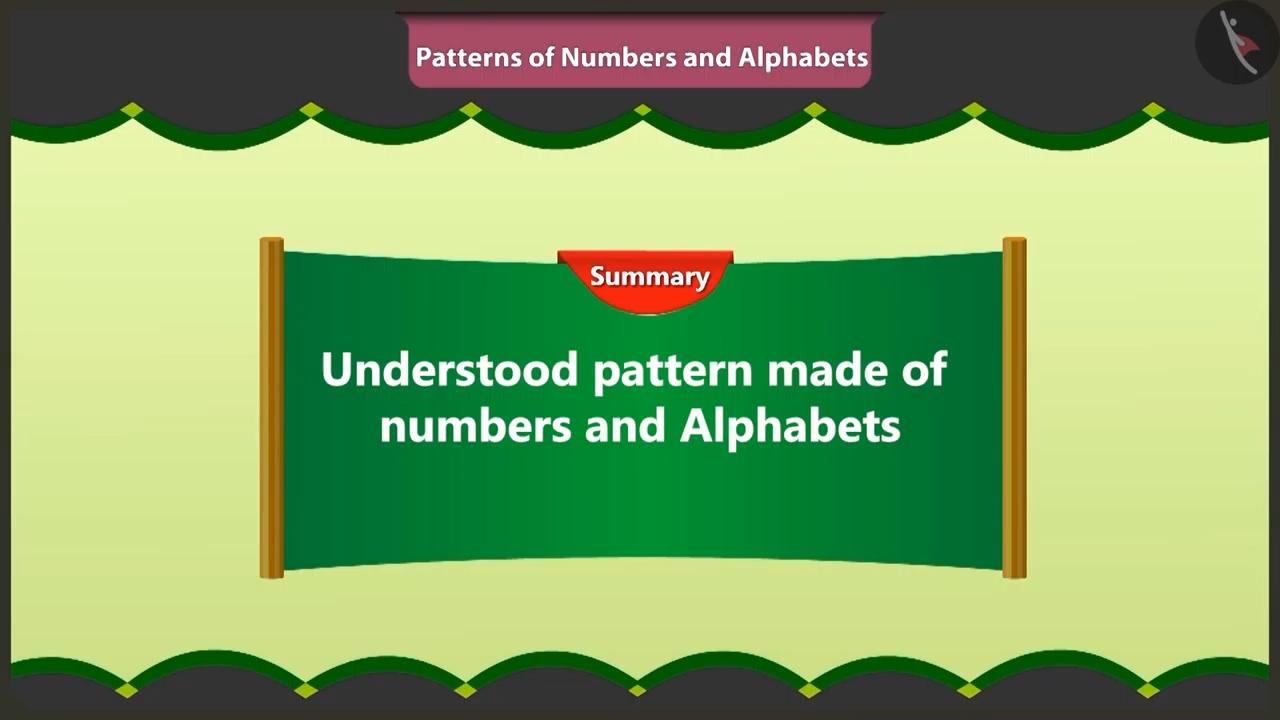 Patterns of Numbers and Alphabets
Summary
Understood pattern made of
numbers and Alphabets